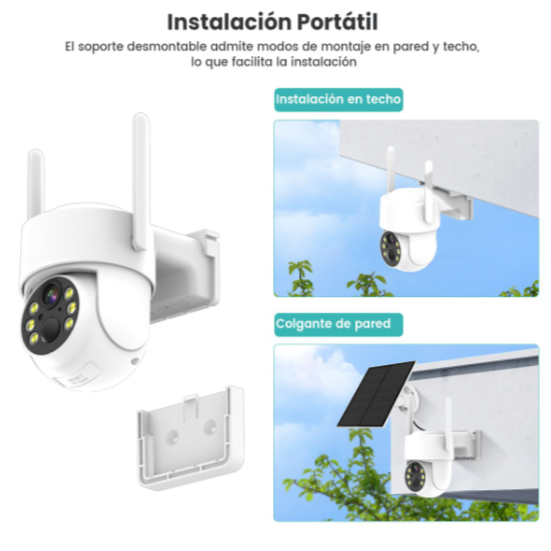 Instalación Portátil
El soporte desmontable admite modos de montaje en pared y techo,
lo que facilita la instalación
Instalación en techo
Colgante de pared